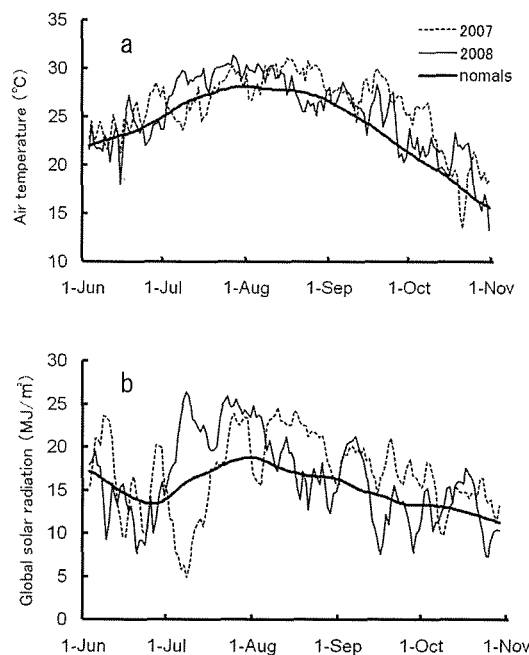 a
2007
2008
nomals
Air temperature (°C)
35
30
25
20
15
10
1-Jun 1-Jul 1-Aug 1-Sep 1-Oct 1-Nov
b
Global solar radiation (MJ/m²)
30
25
20
15
10
5
0
1-Jun 1-Jul 1-Aug 1-Sep 1-Oct 1-Nov